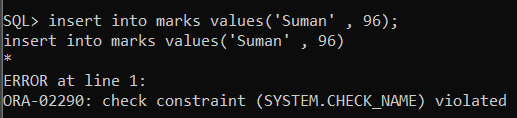 SQL> insert into marks values('Suman' , 96);
insert into marks values('Suman' , 96)
*
ERROR at line 1:
ORA-02290: check constraint (SYSTEM.CHECK_NAME) violated